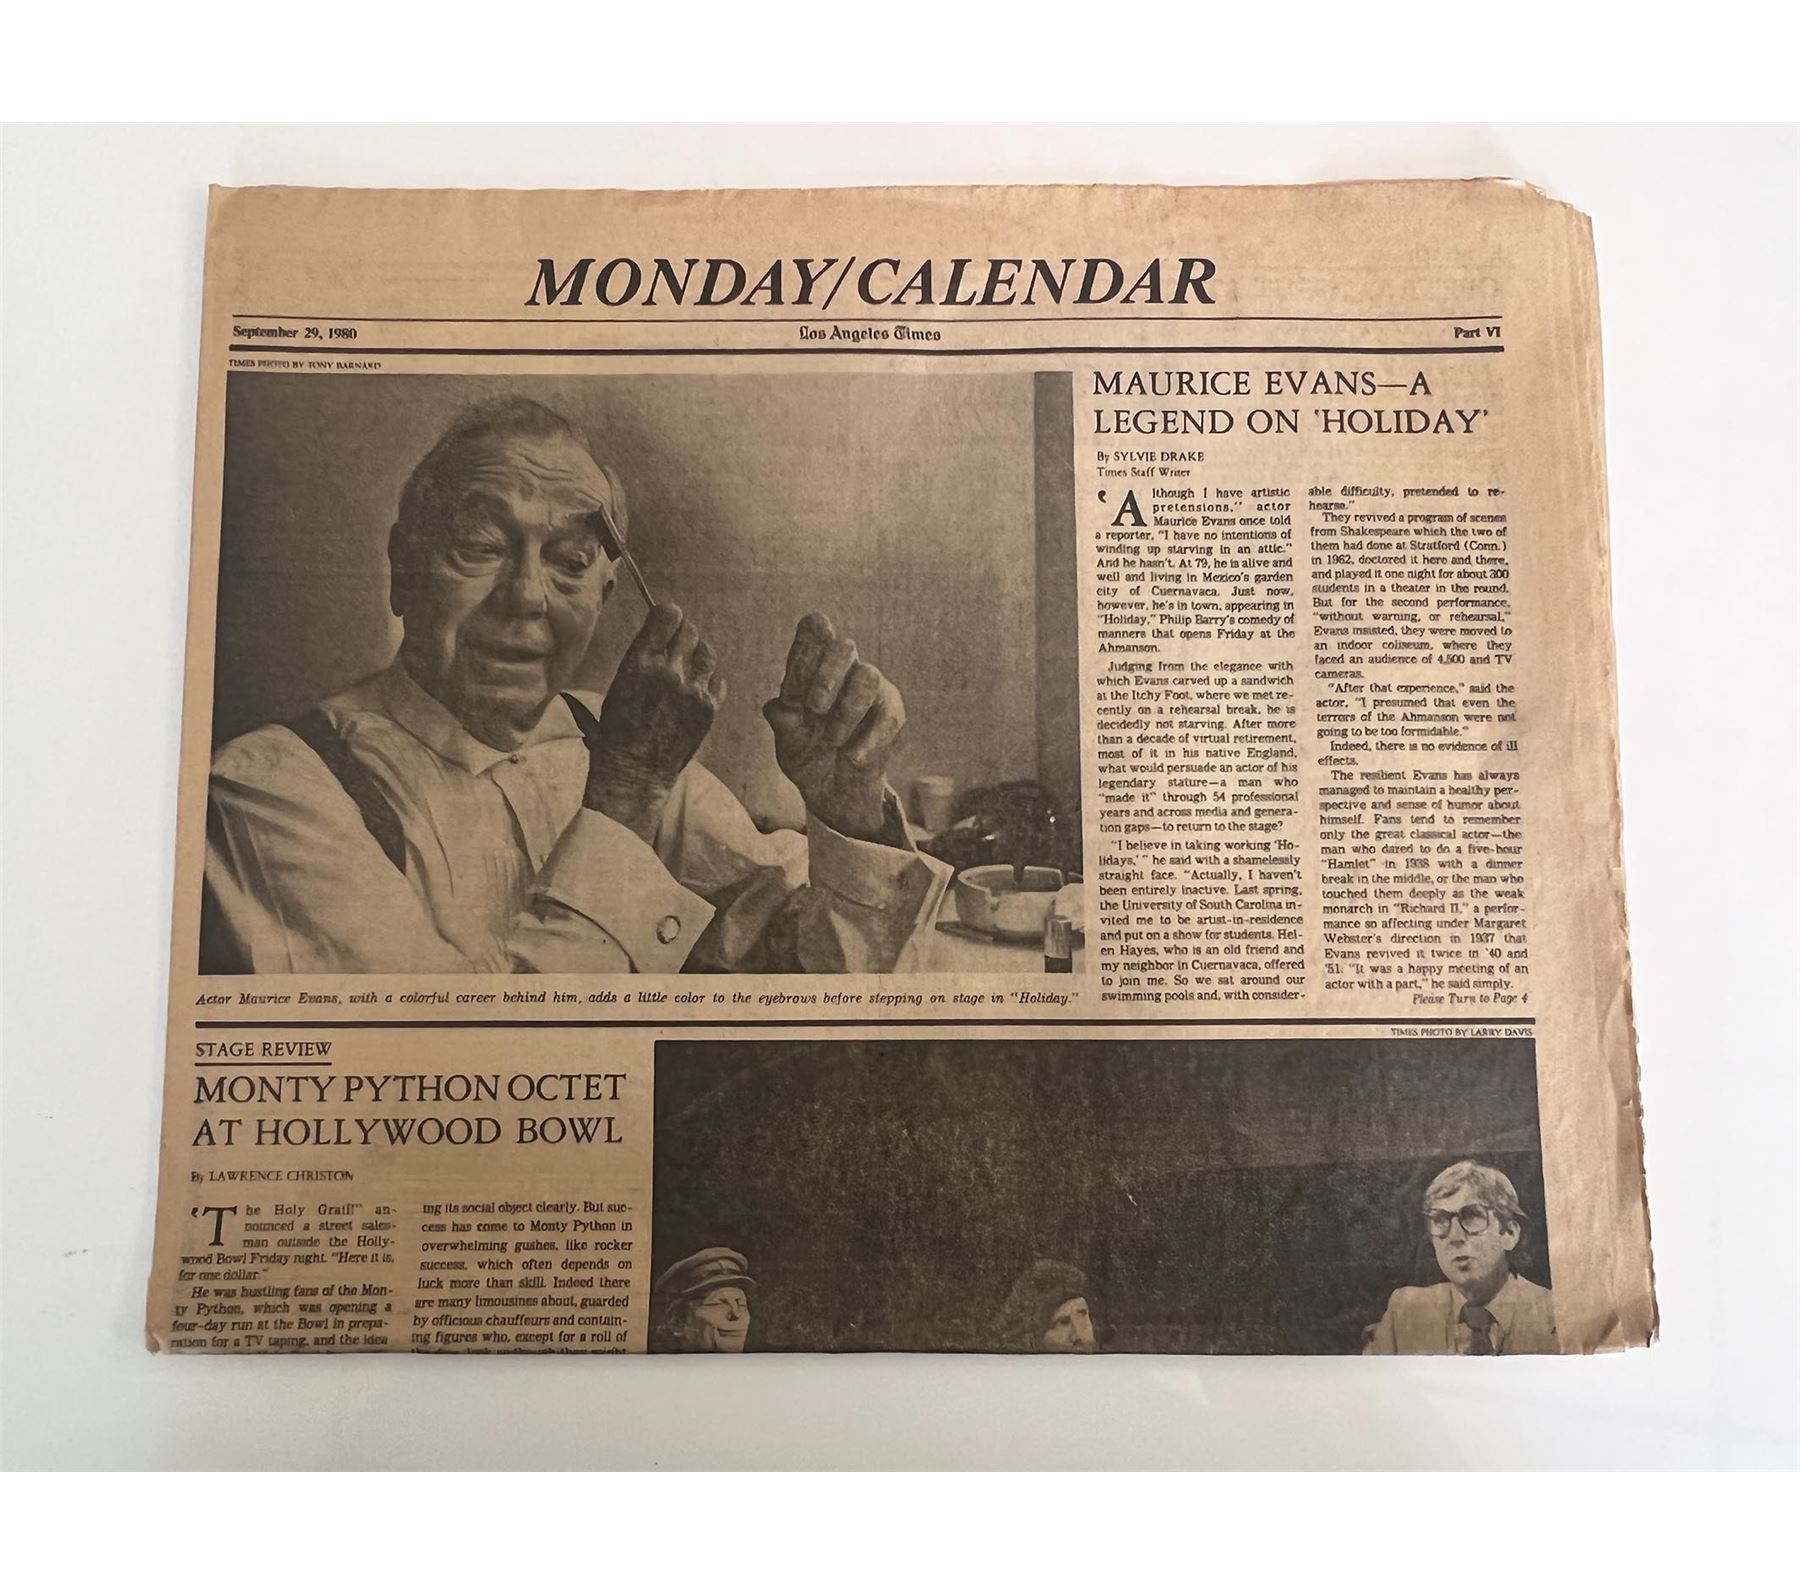 MONDAY/CALENDAR
September 29, 1980
Los Angeles Times
Part VI
TIMES PHOTO BY TONY BARNARD
MAURICE EVANS—A
LEGEND ON 'HOLIDAY'
By SYLVIE DRAKE
Times Staff Writer
‘Although I have artistic
pretensions," actor
Maurice Evans once told
a reporter, "I have no intentions of
winding up starving in an attic."
And he hasn't. At 79, he is alive and
well and living in Mexico's garden
city of Cuernavaca. Just now,
however, he's in town, appearing in
"Holiday," Philip Barry's comedy of
manners that opens Friday at the
Ahmanson.
Judging from the elegance with
which Evans carved up a sandwich
at the Itchy Foot, where we met re-
cently on a rehearsal break, he is
decidedly not starving. After more
than a decade of virtual retirement,
most of it in his native England,
what would persuade an actor of his
legendary stature—a man who
"made it" through 54 professional
years and across media and genera-
tion gaps—to return to the stage?
"I believe in taking working 'Ho-
lidays,' " he said with a shamelessly
straight face. "Actually, I haven't
been entirely inactive. Last spring,
the University of South Carolina in-
vited me to be artist-in-residence
and put on a show for students. Hel-
en Hayes, who is an old friend and
my neighbor in Cuernavaca, offered
to join me. So we sat around our
swimming pools and, with consider-
able difficulty, pretended to re-
hearse."
They revived a program of scenes
from Shakespeare which the two of
them had done at Stratford (Conn.)
in 1962, doctored it here and there,
and played it one night for about 300
students in a theater in the round.
But for the second performance,
"without warning, or rehearsal,"
Evans insisted, they were moved to
an indoor coliseum, where they
faced an audience of 4,500 and TV
cameras.
"After that experience," said the
actor, "I presumed that even the
terrors of the Ahmanson were not
going to be too formidable."
Indeed, there is no evidence of ill
effects.
The resilient Evans has always
managed to maintain a healthy per-
spective and sense of humor about
himself. Fans tend to remember
only the great classical actor—the
man who dared to do a five-hour
"Hamlet" in 1938 with a dinner
break in the middle, or the man who
touched them deeply as the weak
monarch in "Richard II," a perfor-
mance so affecting under Margaret
Webster's direction in 1937 that
Evans revived it twice in '40 and
'51. "It was a happy meeting of an
actor with a part," he said simply.
Please Turn to Page 4
Actor Maurice Evans, with a colorful career behind him, adds a little color to the eyebrows before stepping on stage in "Holiday."
TIMES PHOTO BY LARRY DAVIS
STAGE REVIEW
MONTY PYTHON OCTET
AT HOLLYWOOD BOWL
By LAWRENCE CHRISTON
‘The Holy Grail!" an-
nounced a street sales-
man outside the Holly-
wood Bowl Friday night. "Here it is,
for one dollar."
He was hustling fans of the Mon-
ty Python, which was opening a
four-day run at the Bowl in prepa-
ration for a TV taping, and the idea
ing its social object clearly. But suc-
cess has come to Monty Python in
overwhelming gushes, like rocker
success, which often depends on
luck more than skill. Indeed there
are many limousines about, guarded
by officious chauffeurs and contain-
ing figures who, except for a roll of